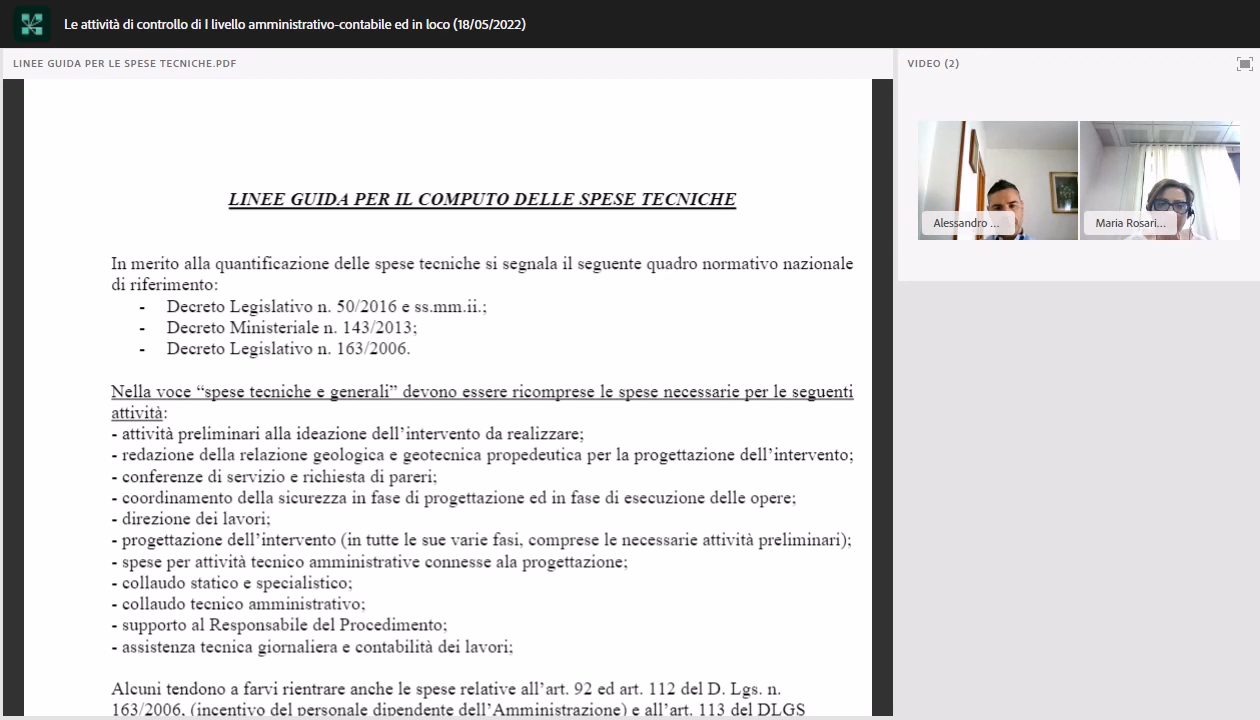 Le attività di controllo di I livello amministrativo-contabile ed in loco (18/05/2022)
LINEE GUIDA PER LE SPESE TECNICHE.PDF
VIDEO (2)
Alessandro ...
Maria Rosari...
LINEE GUIDA PER IL COMPUTO DELLE SPESE TECNICHE
In merito alla quantificazione delle spese tecniche si segnala il seguente quadro normativo nazionale
di riferimento:
- Decreto Legislativo n. 50/2016 e ss.mm.ii.;
- Decreto Ministeriale n. 143/2013;
- Decreto Legislativo n. 163/2006.
Nella voce “spese tecniche e generali” devono essere ricomprese le spese necessarie per le seguenti
attività:
- attività preliminari alla ideazione dell’intervento da realizzare;
- redazione della relazione geologica e geotecnica propedeutica per la progettazione dell’intervento;
- conferenze di servizio e richiesta di pareri;
- coordinamento della sicurezza in fase di progettazione ed in fase di esecuzione delle opere;
- direzione dei lavori;
- progettazione dell’intervento (in tutte le sue varie fasi, comprese le necessarie attività preliminari);
- spese per attività tecnico amministrative connesse ala progettazione;
- collaudo statico e specialistico;
- collaudo tecnico amministrativo;
- supporto al Responsabile del Procedimento;
- assistenza tecnica giornaliera e contabilità dei lavori;
Alcuni tendono a farvi rientrare anche le spese relative all’art. 92 ed art. 112 del D. Lgs. n.
163/2006, (incentivo del personale dipendente dell’Amministrazione) e all’art. 113 del DLGS